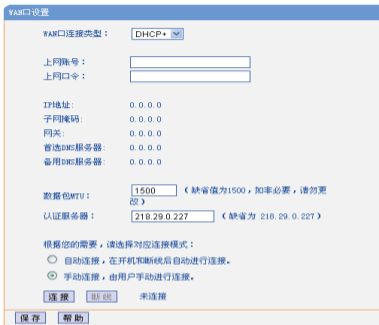 WAN口设置
WAN口连接类型： DHCP+
上网账号：
上网口令：
IP地址: 0.0.0.0
子网掩码: 0.0.0.0
网关: 0.0.0.0
首选DNS服务器: 0.0.0.0
备用DNS服务器: 0.0.0.0
数据包MTU： 1500 （缺省值为1500，如非必要，请勿更
改）
认证服务器： 218.29.0.227 （缺省为 218.29.0.227）
根据您的需要，请选择对应连接模式：
自动连接，在开机和断线后自动进行连接。
手动连接，由用户手动进行连接。
连 接 断 线 未连接
保 存 帮 助